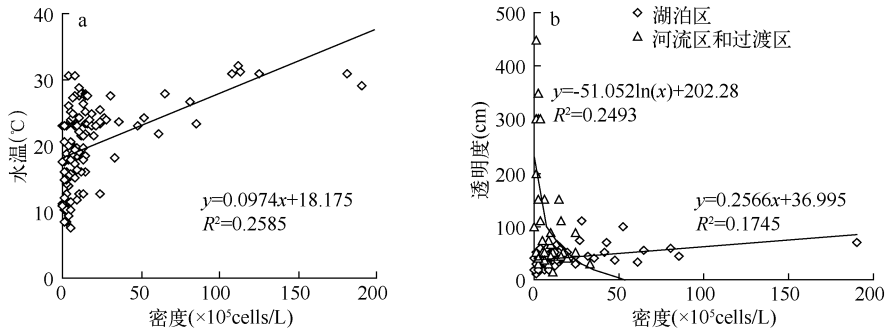 a
40
30
20
10
0
水温(℃)
y=0.0974x+18.175
R²=0.2585
0 50 100 150 200
密度(×10⁵cells/L)
b
500
400
300
200
100
0
透明度(cm)
湖泊区
河流区和过渡区
y=-51.052ln(x)+202.28
R²=0.2493
y=0.2566x+36.995
R²=0.1745
0 50 100 150 200
密度(×10⁵cells/L)